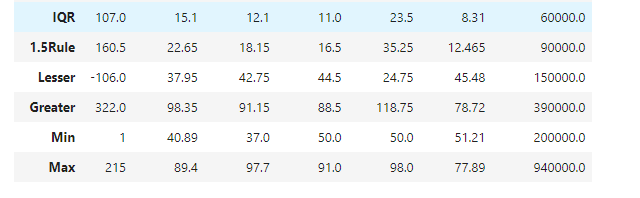 IQR 107.0 15.1 12.1 11.0 23.5 8.31 60000.0
1.5Rule 160.5 22.65 18.15 16.5 35.25 12.465 90000.0
Lesser -106.0 37.95 42.75 44.5 24.75 45.48 150000.0
Greater 322.0 98.35 91.15 88.5 118.75 78.72 390000.0
Min 1 40.89 37.0 50.0 50.0 51.21 200000.0
Max 215 89.4 97.7 91.0 98.0 77.89 940000.0